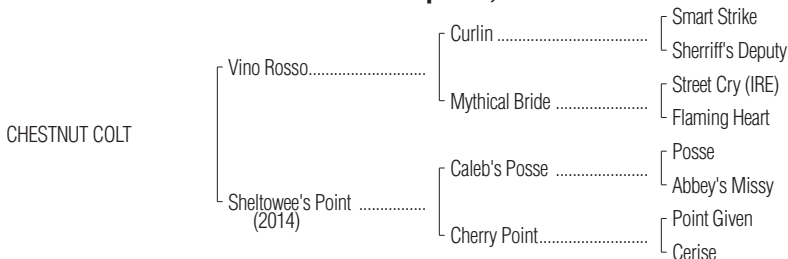 Smart Strike
Curlin
Sherriff's Deputy
Vino Rosso
Street Cry (IRE)
Mythical Bride
Flaming Heart
CHESTNUT COLT
Posse
Caleb's Posse
Abbey's Missy
Sheltowee's Point
(2014)
Point Given
Cherry Point
Cerise